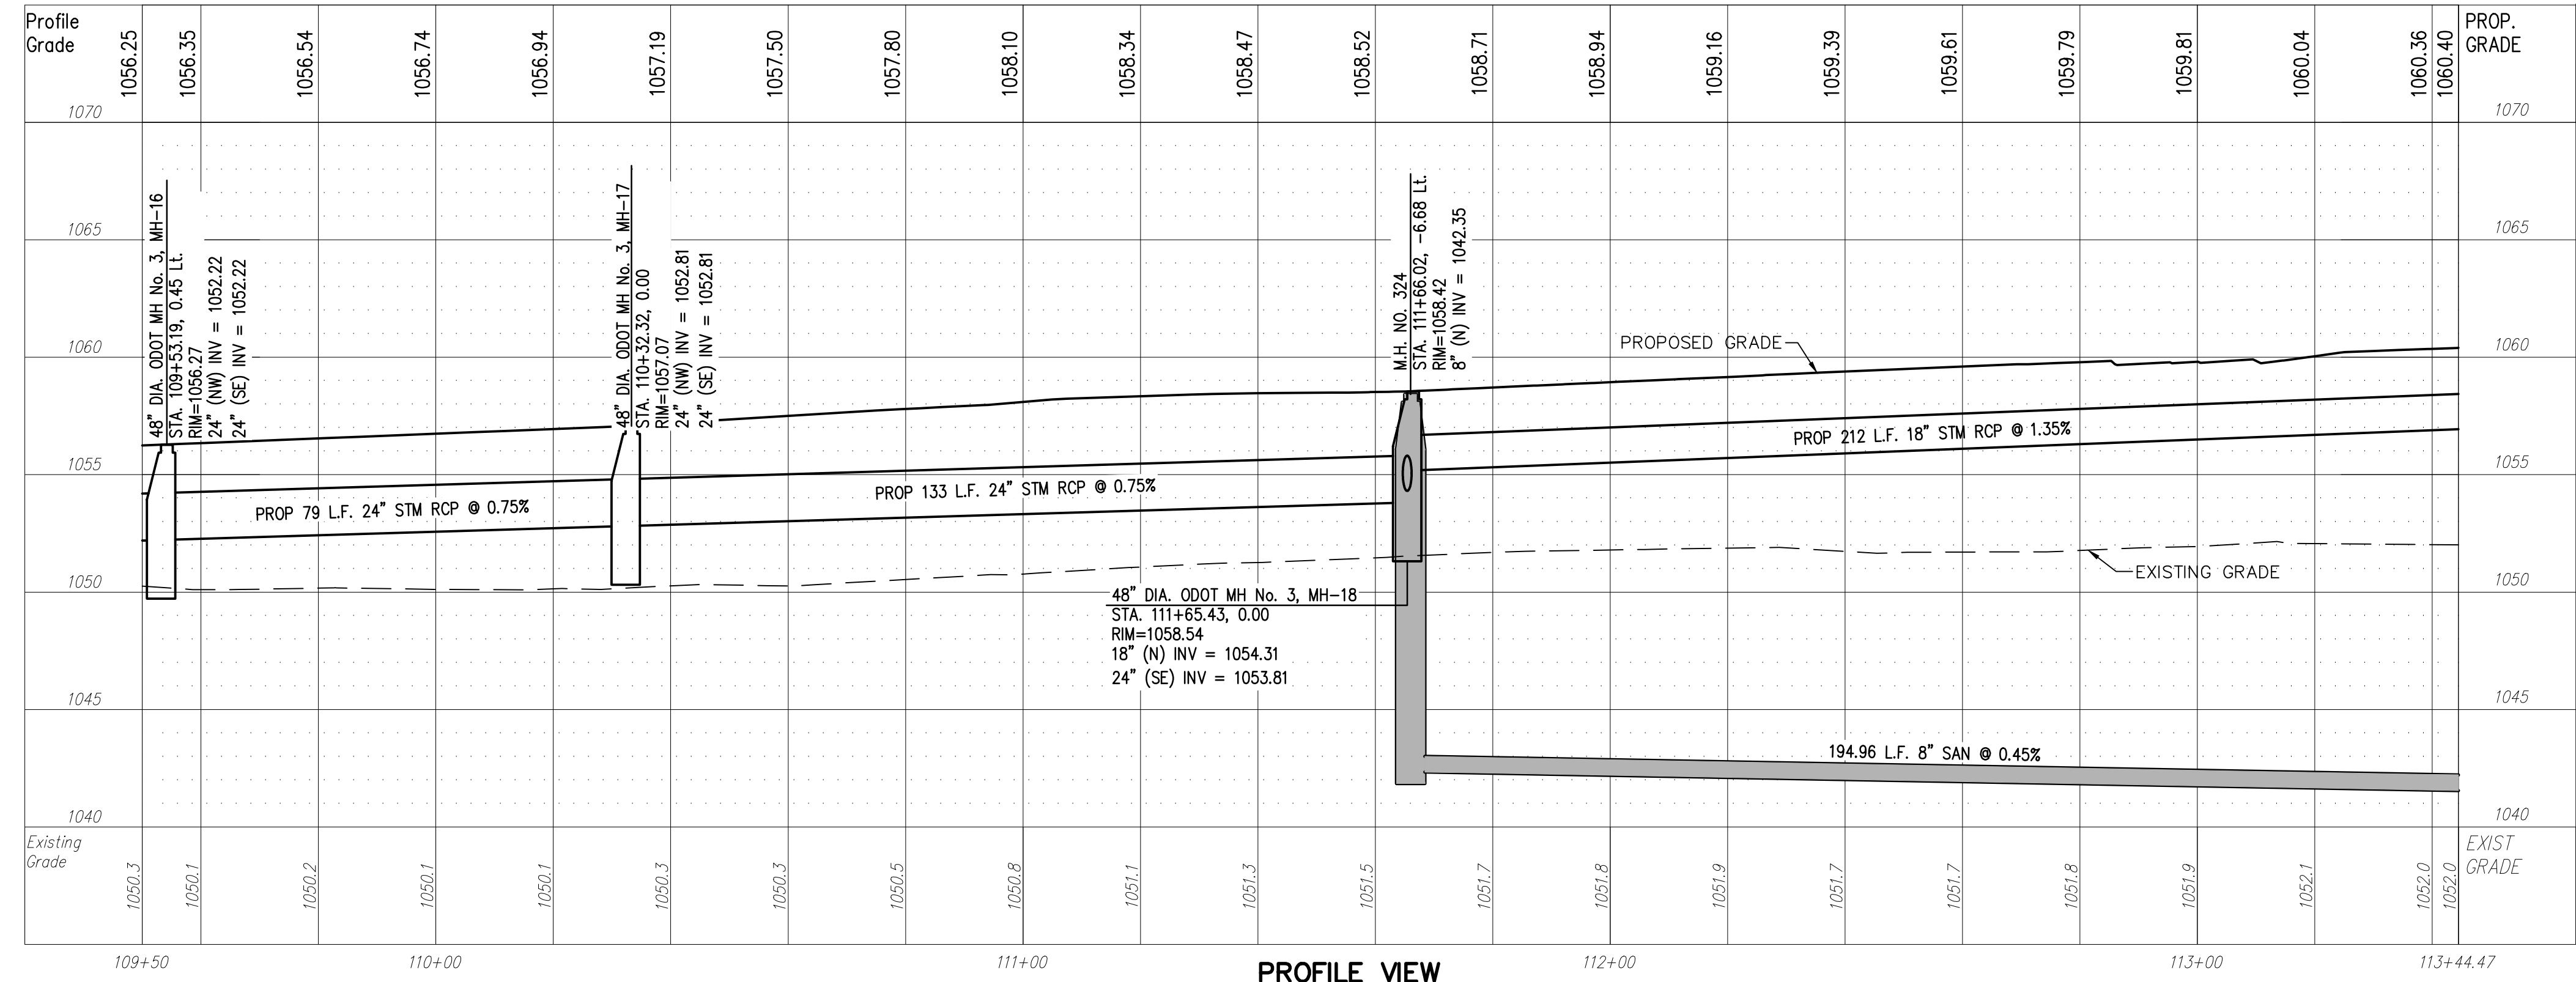 Profile
Grade
1056.25
1056.35
1056.54
1056.74
1056.94
1057.19
1057.50
1057.80
1058.10
1058.34
1058.47
1058.52
1058.71
1058.94
1059.16
1059.39
1059.61
1059.79
1059.81
1060.04
1060.36
1060.40
PROP.
GRADE
1070
1070
1065
1065
1060
1060
1055
1055
1050
1050
1045
1045
1040
1040
48" DIA. ODOT MH No. 3, MH-16
STA. 109+53.19, 0.45 Lt.
RIM=1056.27
24" (NW) INV = 1052.22
24" (SE) INV = 1052.22
48" DIA. ODOT MH No. 3, MH-17
STA. 110+32.32, 0.00
RIM=1057.07
24" (NW) INV = 1052.81
24" (SE) INV = 1052.81
M.H. NO. 324
STA. 111+66.02, -6.68 Lt.
RIM=1058.42
8" (N) INV = 1042.35
PROPOSED GRADE
PROP 79 L.F. 24" STM RCP @ 0.75%
PROP 133 L.F. 24" STM RCP @ 0.75%
PROP 212 L.F. 18" STM RCP @ 1.35%
EXISTING GRADE
48" DIA. ODOT MH No. 3, MH-18
STA. 111+65.43, 0.00
RIM=1058.54
18" (N) INV = 1054.31
24" (SE) INV = 1053.81
194.96 L.F. 8" SAN @ 0.45%
Existing
Grade
1050.3
1050.1
1050.2
1050.1
1050.1
1050.3
1050.3
1050.5
1050.8
1051.1
1051.3
1051.5
1051.7
1051.8
1051.9
1051.7
1051.7
1051.8
1051.9
1052.1
1052.0
1052.0
EXIST
GRADE
109+50
110+00
111+00
112+00
113+00
113+44.47
PROFILE VIEW